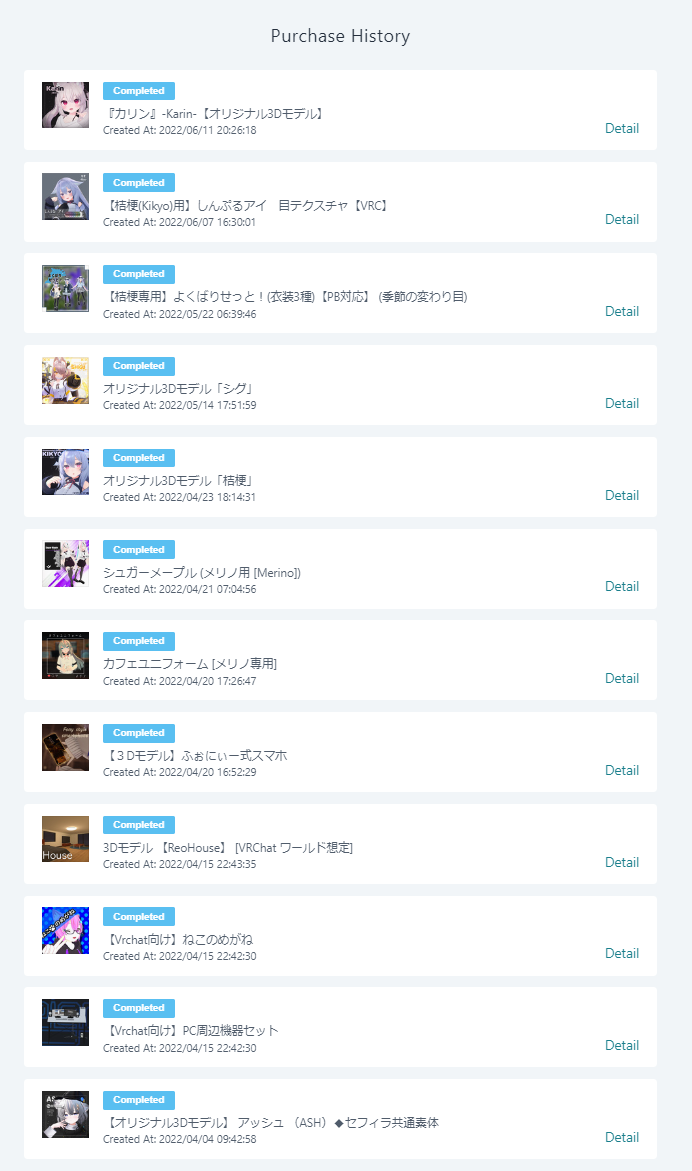 Purchase History
Karin
Completed
『カリン』-Karin-【オリジナル3Dモデル】
Created At: 2022/06/11 20:26:18
Detail
Completed
【桔梗(Kikyo)用】しんぷるアイ　目テクスチャ【VRC】
Created At: 2022/06/07 16:30:01
Detail
Completed
【桔梗専用】よくばりせっと！(衣装3種)【PB対応】 (季節の変わり目)
Created At: 2022/05/22 06:39:46
Detail
Completed
オリジナル3Dモデル「シグ」
Created At: 2022/05/14 17:51:59
Detail
KIKYO
Completed
オリジナル3Dモデル「桔梗」
Created At: 2022/04/23 18:14:31
Detail
Completed
シュガーメープル (メリノ用 [Merino])
Created At: 2022/04/21 07:04:56
Detail
カフェユニフォーム
Completed
カフェユニフォーム [メリノ専用]
Created At: 2022/04/20 17:26:47
Detail
Completed
【３Dモデル】ふぉにぃー式スマホ
Created At: 2022/04/20 16:52:29
Detail
House
Completed
3Dモデル 【ReoHouse】 [VRChat ワールド想定]
Created At: 2022/04/15 22:43:35
Detail
Completed
【Vrchat向け】ねこのめがね
Created At: 2022/04/15 22:42:30
Detail
Completed
【Vrchat向け】PC周辺機器セット
Created At: 2022/04/15 22:42:30
Detail
Completed
【オリジナル3Dモデル】 アッシュ （ASH）◆セフィラ共通素体
Created At: 2022/04/04 09:42:58
Detail